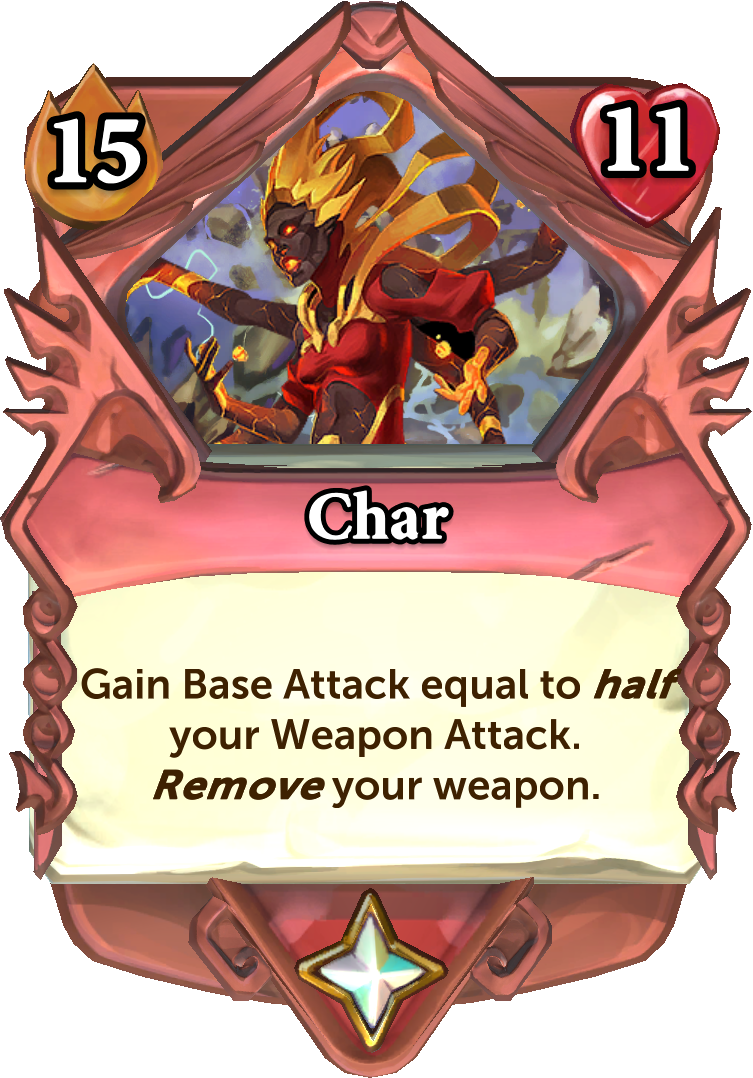 15
11
Char
Gain Base Attack equal to half
your Weapon Attack.
Remove your weapon.